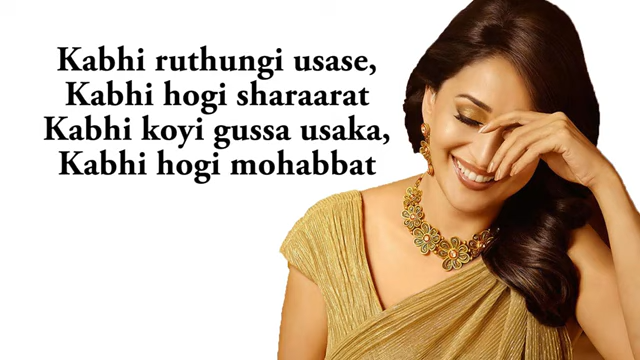 Kabhi ruthungi usase,
Kabhi hogi sharaarat
Kabhi koyi gussa usaka,
Kabhi hogi mohabbat